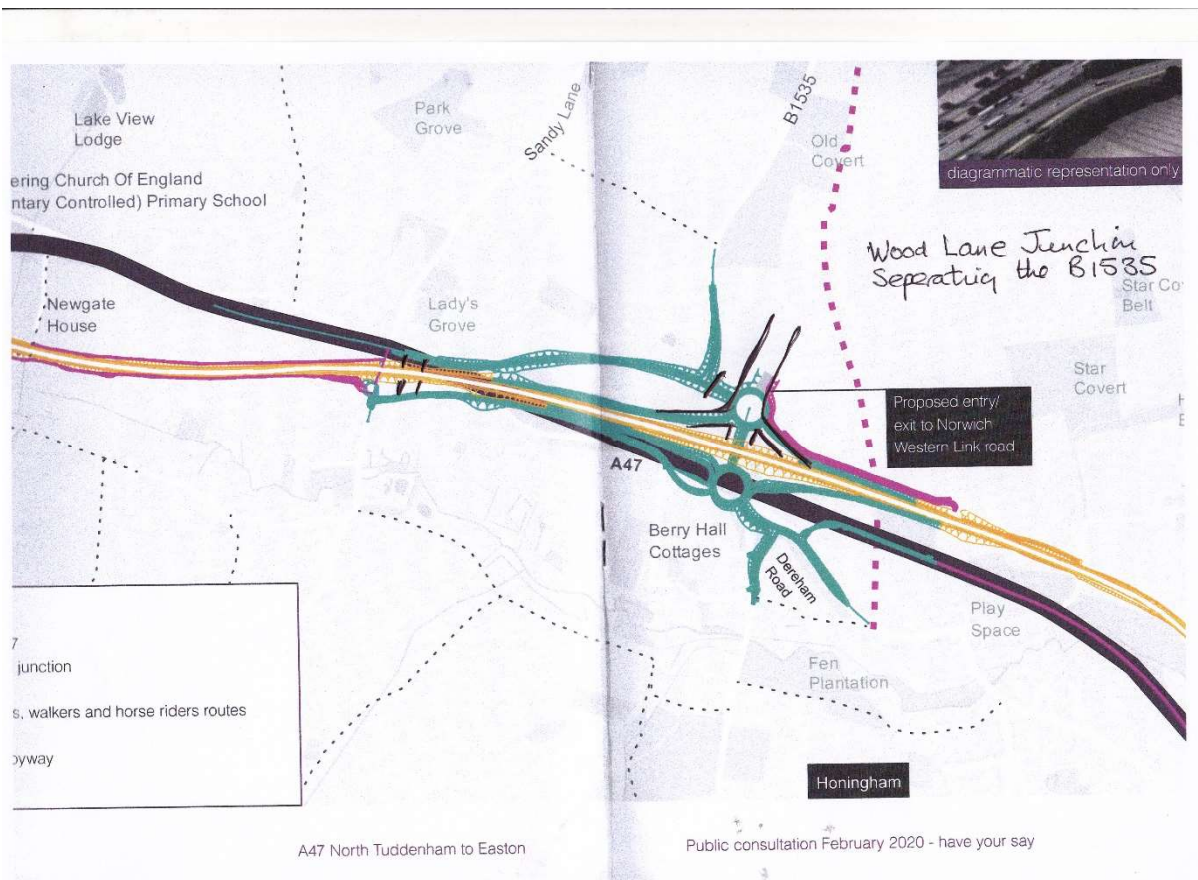 Lake View
Lodge
ering Church Of England
ntary Controlled) Primary School
Park
Grove
Sandy Lane
B1535
Old
Covert
diagrammatic representation only
Wood Lane Junction
Seperating the B1535
Star Co
Belt
Newgate
House
Lady's
Grove
Star
Covert
Proposed entry/
exit to Norwich
Western Link road
A47
Berry Hall
Cottages
Dereham
Road
Play
Space
Fen
Plantation
7
junction
s, walkers and horse riders routes
byway
Honingham
A47 North Tuddenham to Easton
Public consultation February 2020 - have your say